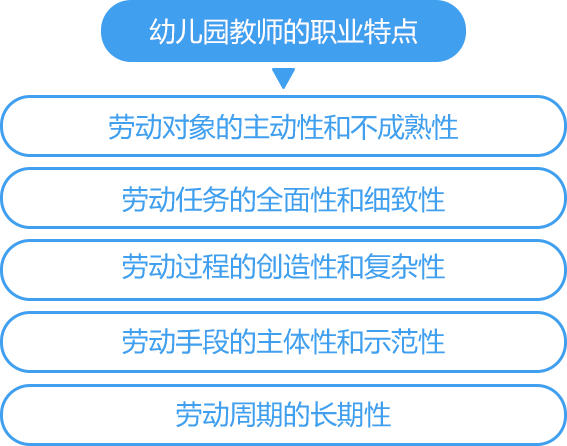 幼儿园教师的职业特点
劳动对象的主动性和不成熟性
劳动任务的全面性和细致性
劳动过程的创造性和复杂性
劳动手段的主体性和示范性
劳动周期的长期性